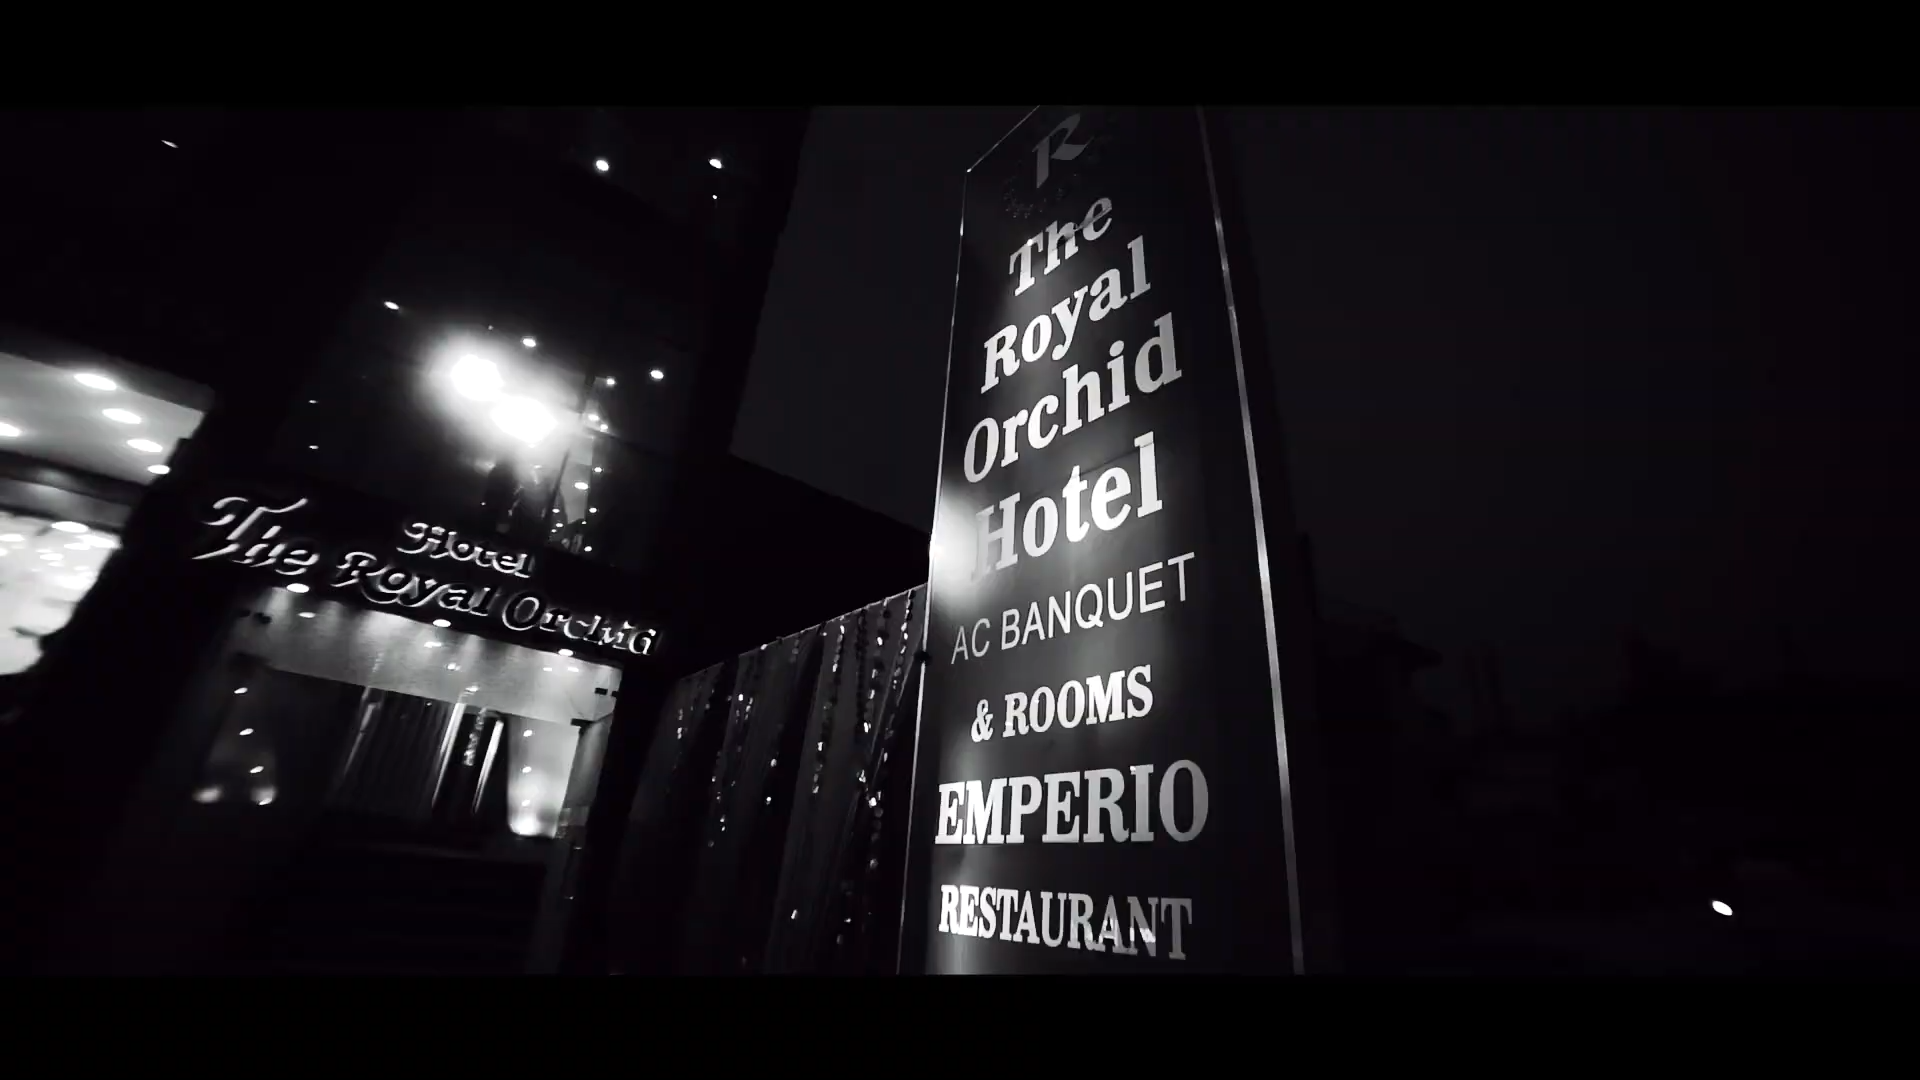 Hotel
The Royal Orchid
R
The
Royal
Orchid
Hotel
AC BANQUET
& ROOMS
EMPERIO
RESTAURANT